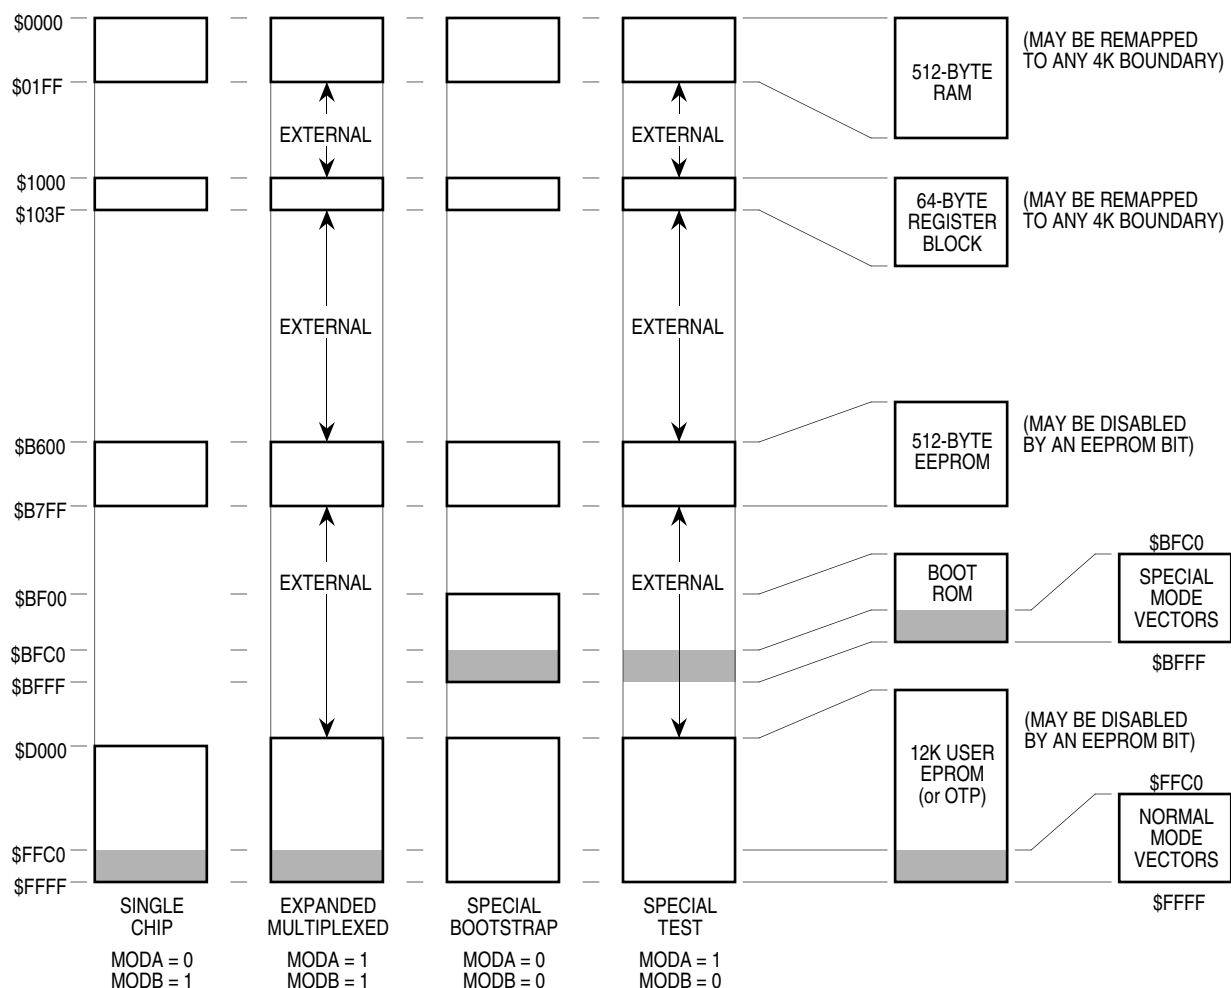 $0000
$01FF
$1000
$103F
$B600
$B7FF
$BF00
$BFC0
$BFFF
$D000
$FFC0
$FFFF
EXTERNAL
EXTERNAL
EXTERNAL
EXTERNAL
EXTERNAL
EXTERNAL
512-BYTE
RAM
(MAY BE REMAPPED
TO ANY 4K BOUNDARY)
64-BYTE
REGISTER
BLOCK
(MAY BE REMAPPED
TO ANY 4K BOUNDARY)
512-BYTE
EEPROM
(MAY BE DISABLED
BY AN EEPROM BIT)
BOOT
ROM
$BFC0
SPECIAL
MODE
VECTORS
$BFFF
12K USER
EPROM
(or OTP)
(MAY BE DISABLED
BY AN EEPROM BIT)
$FFC0
NORMAL
MODE
VECTORS
$FFFF
SINGLE
CHIP
MODA = 0
MODB = 1
EXPANDED
MULTIPLEXED
MODA = 1
MODB = 1
SPECIAL
BOOTSTRAP
MODA = 0
MODB = 0
SPECIAL
TEST
MODA = 1
MODB = 0